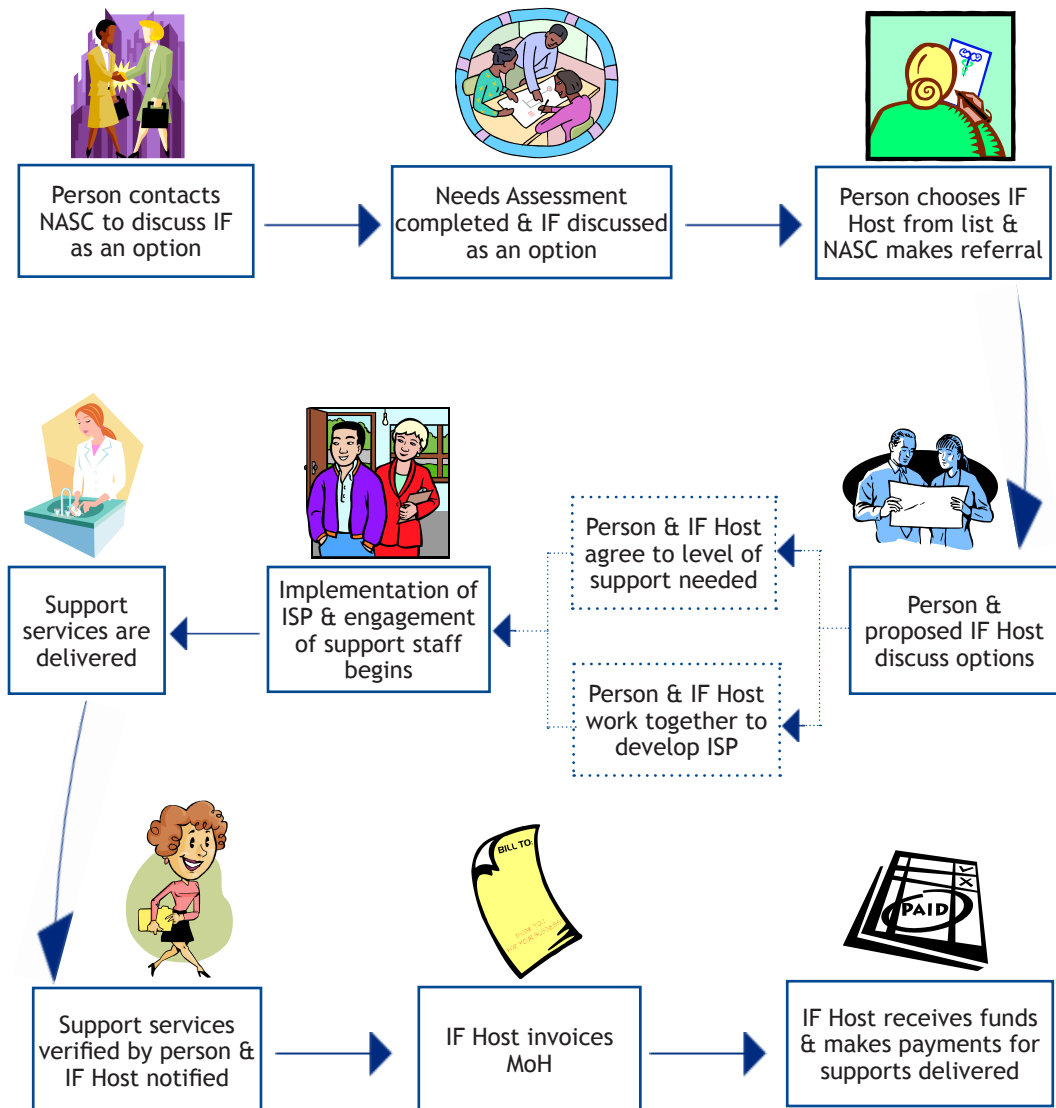 Person contacts
NASC to discuss IF
as an option
Needs Assessment
completed & IF discussed
as an option
Person chooses IF
Host from list &
NASC makes referral
Person &
proposed IF Host
discuss options
Person & IF Host
agree to level of
support needed
Person & IF Host
work together to
develop ISP
Implementation of
ISP & engagement
of support staff
begins
Support
services are
delivered
Support services
verified by person &
IF Host notified
BILL TO:
IF Host invoices
MoH
PAID
IF Host receives funds
& makes payments for
supports delivered